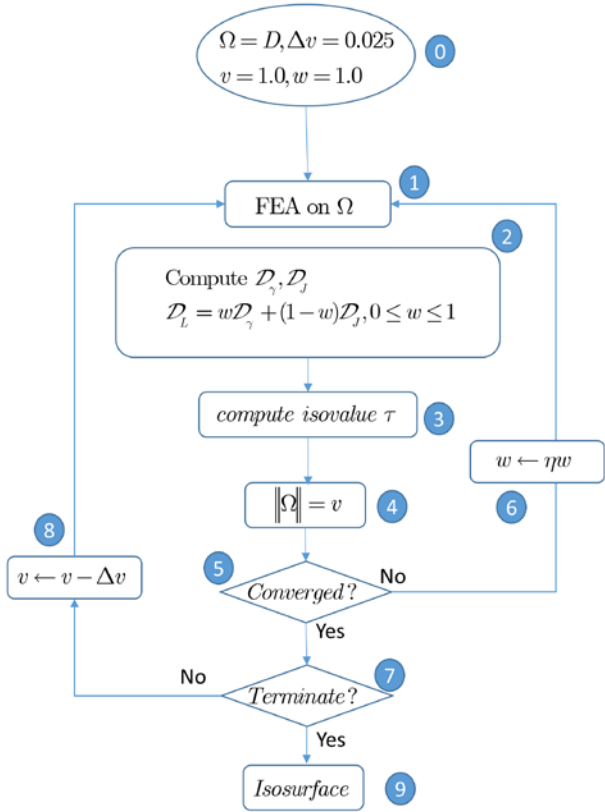 Ω = D, Δv = 0.025
v = 1.0, w = 1.0
0
1
FEA on Ω
2
Compute 𝒟_γ, 𝒟_J
𝒟_L = w𝒟_γ + (1 − w)𝒟_J, 0 ≤ w ≤ 1
compute isovalue τ
3
w ← ηw
6
‖Ω‖ = v
4
8
v ← v − Δv
5
Converged?
No
Yes
No
7
Terminate?
Yes
Isosurface
9